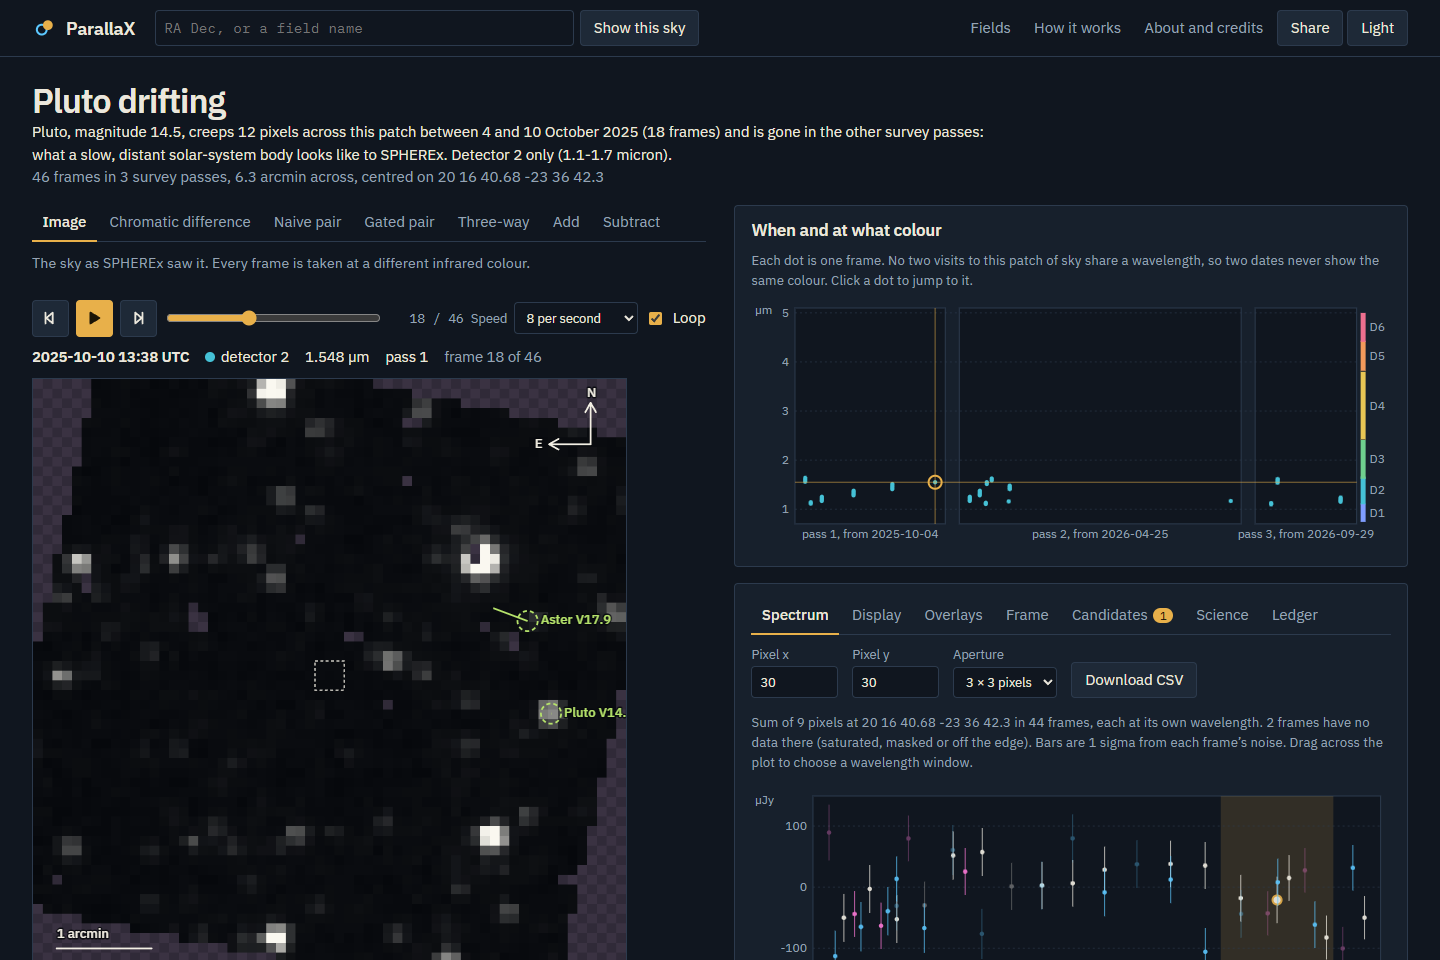 ParallaX
RA Dec, or a field name
Show this sky
Fields
How it works
About and credits
Share
Light
Pluto drifting
Pluto, magnitude 14.5, creeps 12 pixels across this patch between 4 and 10 October 2025 (18 frames) and is gone in the other survey passes:
what a slow, distant solar-system body looks like to SPHEREx. Detector 2 only (1.1-1.7 micron).
46 frames in 3 survey passes, 6.3 arcmin across, centred on 20 16 40.68 -23 36 42.3
Image
Chromatic difference
Naive pair
Gated pair
Three-way
Add
Subtract
The sky as SPHEREx saw it. Every frame is taken at a different infrared colour.
18 / 46
Speed
8 per second
Loop
2025-10-10 13:38 UTC
detector 2
1.548 µm
pass 1
frame 18 of 46
N
E
Aster V17.9
Pluto V14.
1 arcmin
When and at what colour
Each dot is one frame. No two visits to this patch of sky share a wavelength, so two dates never show the
same colour. Click a dot to jump to it.
µm
5
4
3
2
1
D6
D5
D4
D3
D2
D1
pass 1, from 2025-10-04
pass 2, from 2026-04-25
pass 3, from 2026-09-29
Spectrum
Display
Overlays
Frame
Candidates 1
Science
Ledger
Pixel x
Pixel y
Aperture
30
30
3 × 3 pixels
Download CSV
Sum of 9 pixels at 20 16 40.68 -23 36 42.3 in 44 frames, each at its own wavelength. 2 frames have no
data there (saturated, masked or off the edge). Bars are 1 sigma from each frame's noise. Drag across the
plot to choose a wavelength window.
µJy
100
0
-100